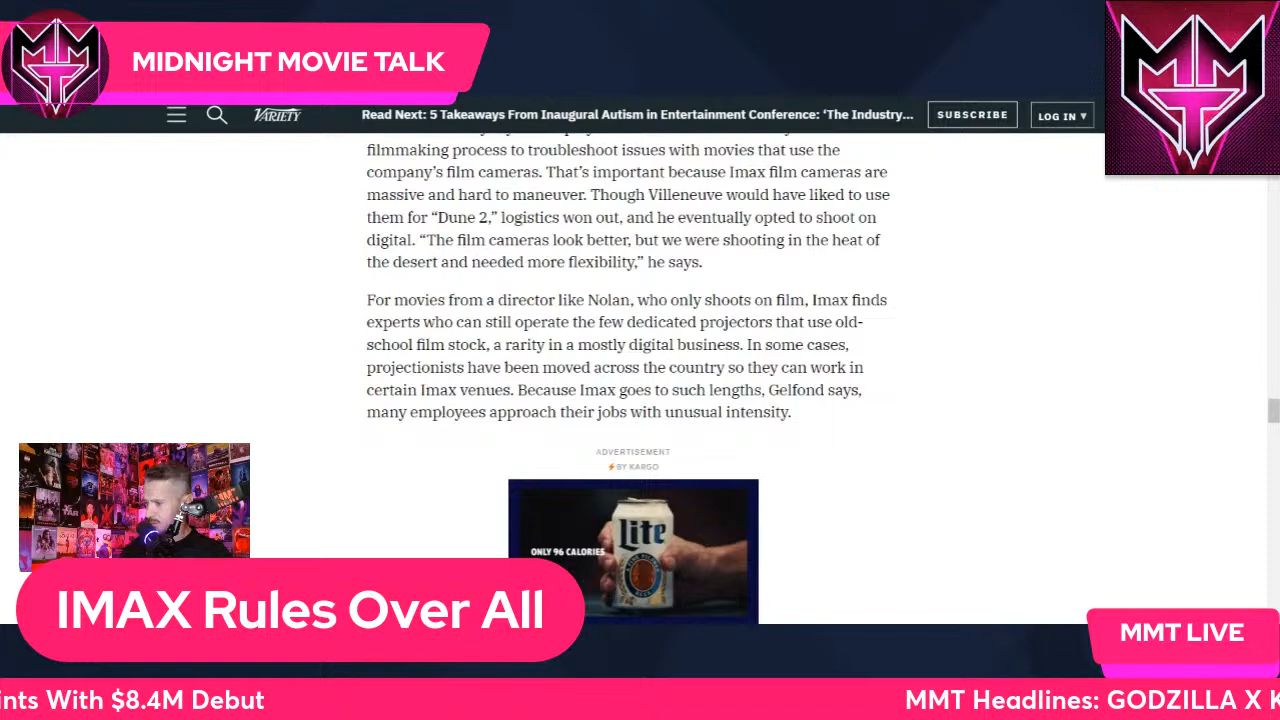 MIDNIGHT MOVIE TALK
VARIETY
Read Next: 5 Takeaways From Inaugural Autism in Entertainment Conference: ‘The Industry...
SUBSCRIBE
LOG IN ▾
filmmaking process to troubleshoot issues with movies that use the
company’s film cameras. That’s important because Imax film cameras are
massive and hard to maneuver. Though Villeneuve would have liked to use
them for “Dune 2,” logistics won out, and he eventually opted to shoot on
digital. “The film cameras look better, but we were shooting in the heat of
the desert and needed more flexibility,” he says.
For movies from a director like Nolan, who only shoots on film, Imax finds
experts who can still operate the few dedicated projectors that use old-
school film stock, a rarity in a mostly digital business. In some cases,
projectionists have been moved across the country so they can work in
certain Imax venues. Because Imax goes to such lengths, Gelfond says,
many employees approach their jobs with unusual intensity.
ADVERTISEMENT
BY KARGO
ONLY 96 CALORIES
Lite
IMAX Rules Over All
MMT LIVE
ints With $8.4M Debut
MMT Headlines: GODZILLA X K